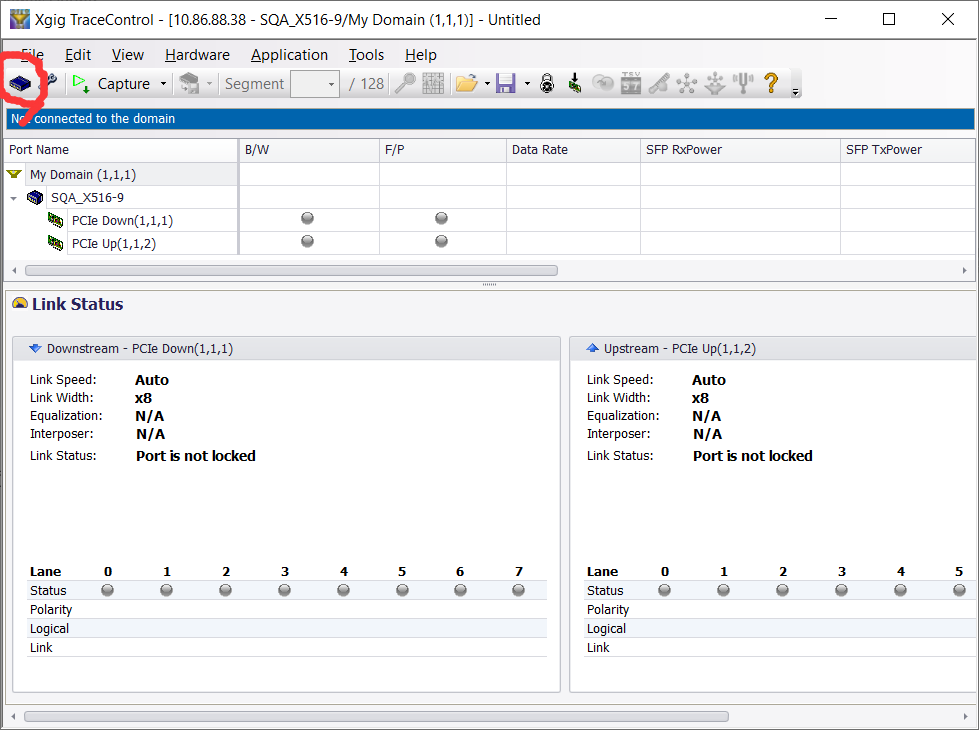 Xgig TraceControl - [10.86.88.38 - SQA_X516-9/My Domain (1,1,1)] - Untitled
File Edit View Hardware Application Tools Help
Capture Segment / 128
Not connected to the domain
Port Name B/W F/P Data Rate SFP RxPower SFP TxPower
My Domain (1,1,1)
SQA_X516-9
PCIe Down(1,1,1)
PCIe Up(1,1,2)
Link Status
Downstream - PCIe Down(1,1,1)
Link Speed: Auto
Link Width: x8
Equalization: N/A
Interposer: N/A
Link Status: Port is not locked
Lane 0 1 2 3 4 5 6 7
Status
Polarity
Logical
Link
Upstream - PCIe Up(1,1,2)
Link Speed: Auto
Link Width: x8
Equalization: N/A
Interposer: N/A
Link Status: Port is not locked
Lane 0 1 2 3 4 5
Status
Polarity
Logical
Link